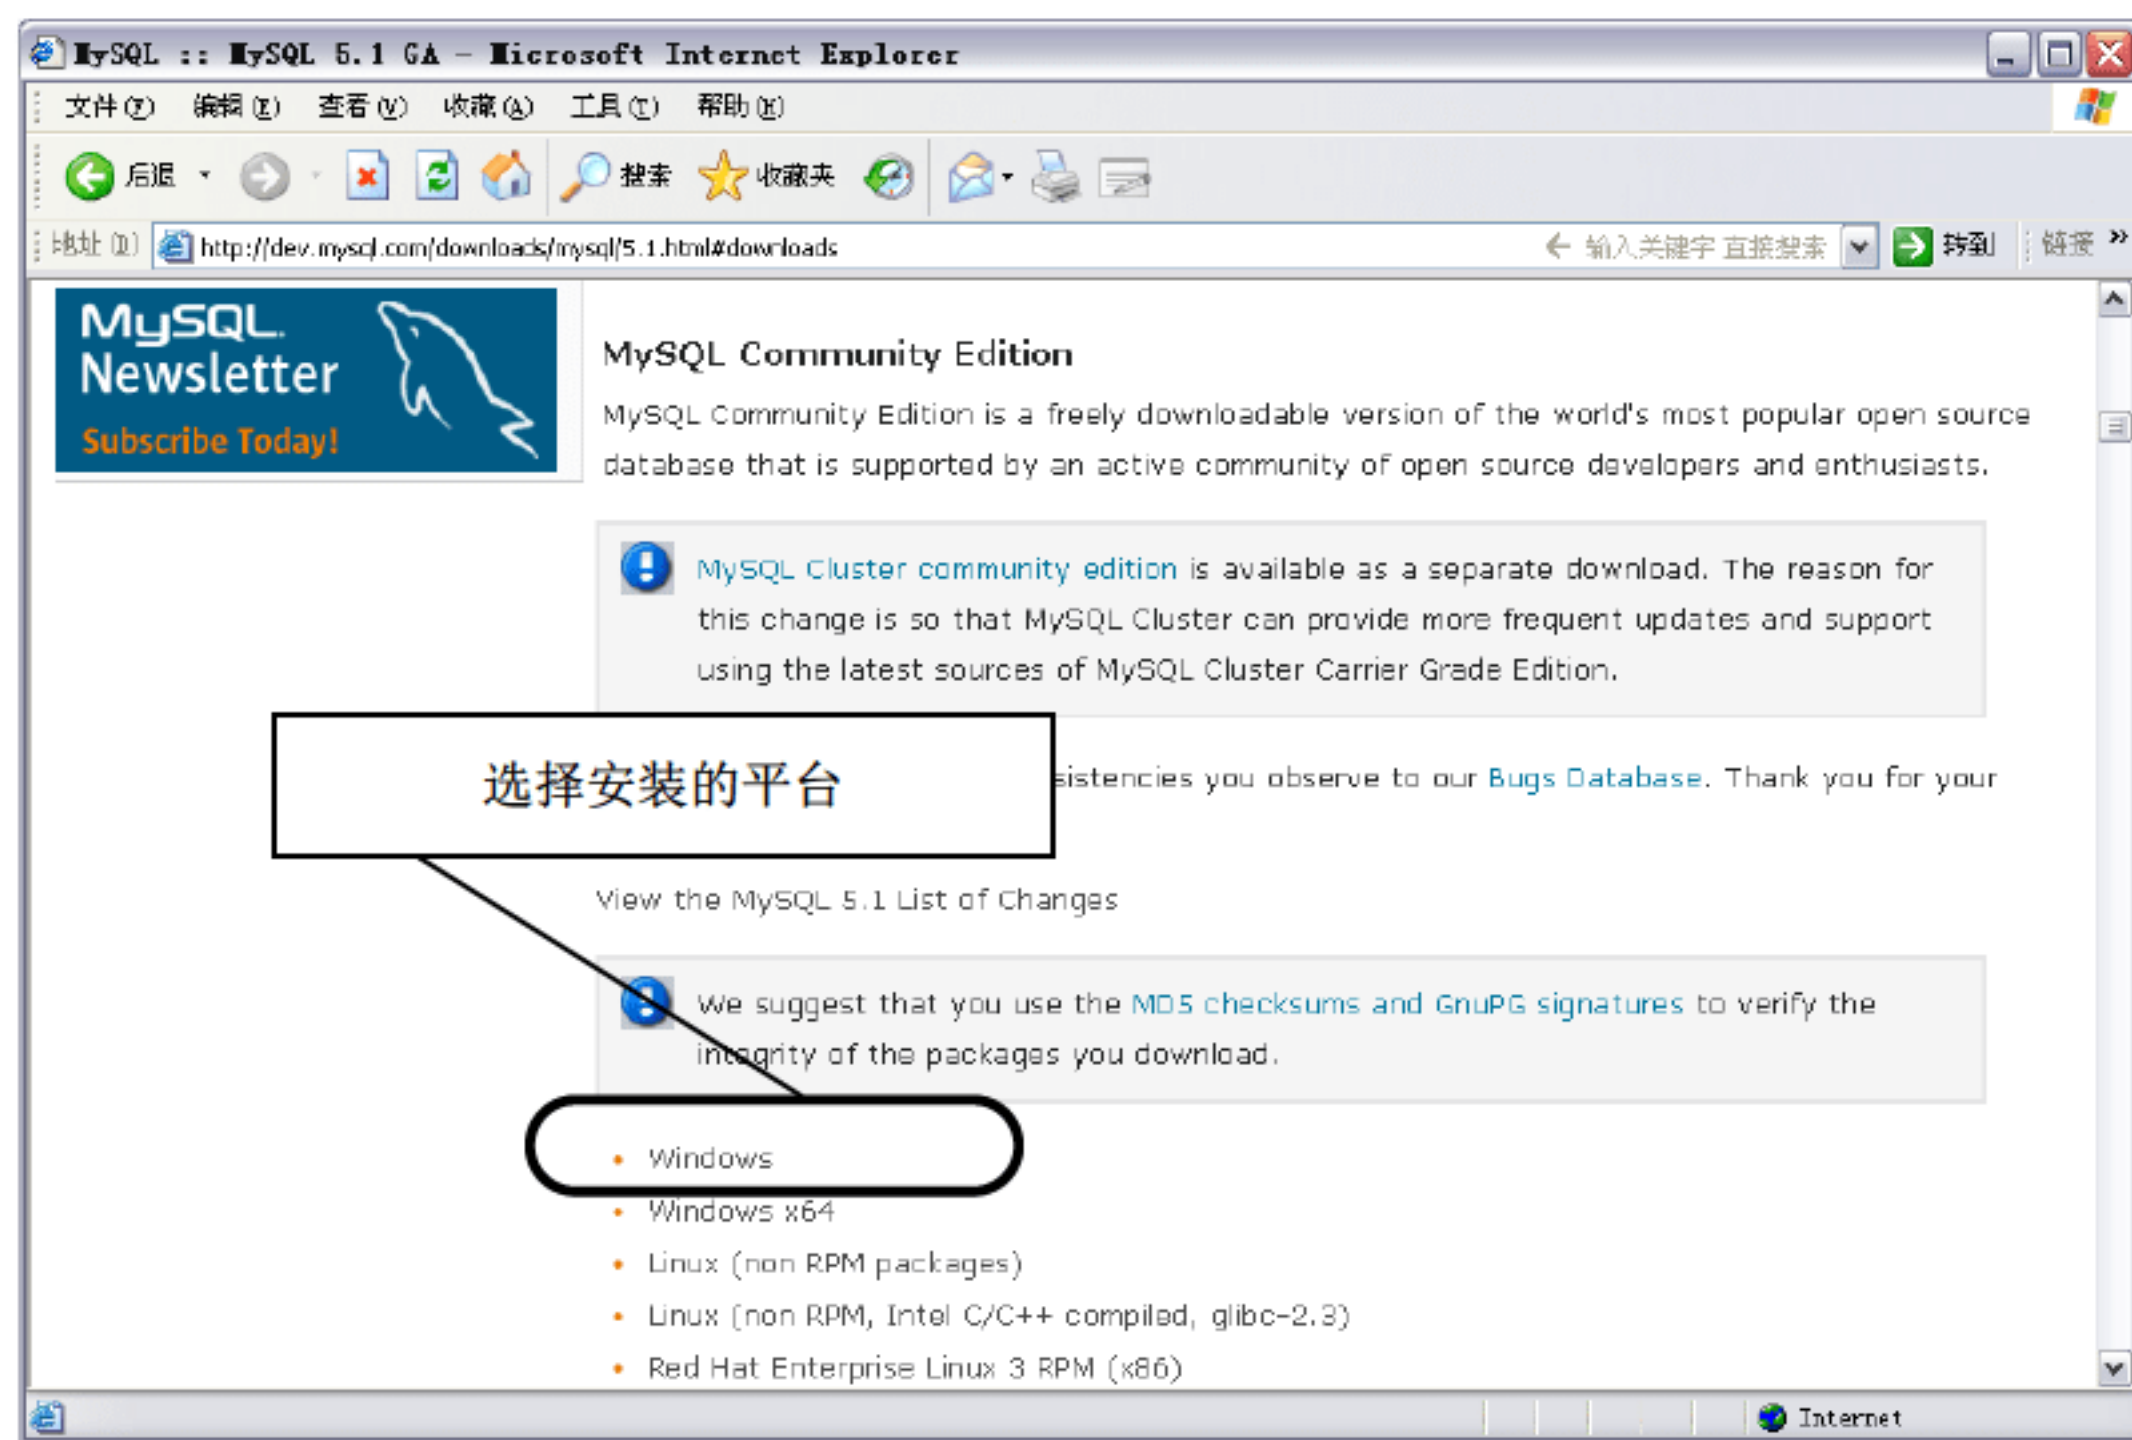 MySQL :: MySQL 5.1 GA - Microsoft Internet Explorer
文件(F) 编辑(E) 查看(V) 收藏(A) 工具(T) 帮助(H)
后退 搜索 收藏夹
地址(D) http://dev.mysql.com/downloads/mysql/5.1.html#downloads 输入关键字 直接搜索 转到 链接 »
MySQL.
Newsletter
Subscribe Today!
MySQL Community Edition
MySQL Community Edition is a freely downloadable version of the world's most popular open source
database that is supported by an active community of open source developers and enthusiasts.
MySQL Cluster community edition is available as a separate download. The reason for
this change is so that MySQL Cluster can provide more frequent updates and support
using the latest sources of MySQL Cluster Carrier Grade Edition.
选择安装的平台
sistencies you observe to our Bugs Database. Thank you for your
View the MySQL 5.1 List of Changes
We suggest that you use the MD5 checksums and GnuPG signatures to verify the
integrity of the packages you download.
• Windows
• Windows x64
• Linux (non RPM packages)
• Linux (non RPM, Intel C/C++ compiled, glibc-2.3)
• Red Hat Enterprise Linux 3 RPM (x86)
Internet